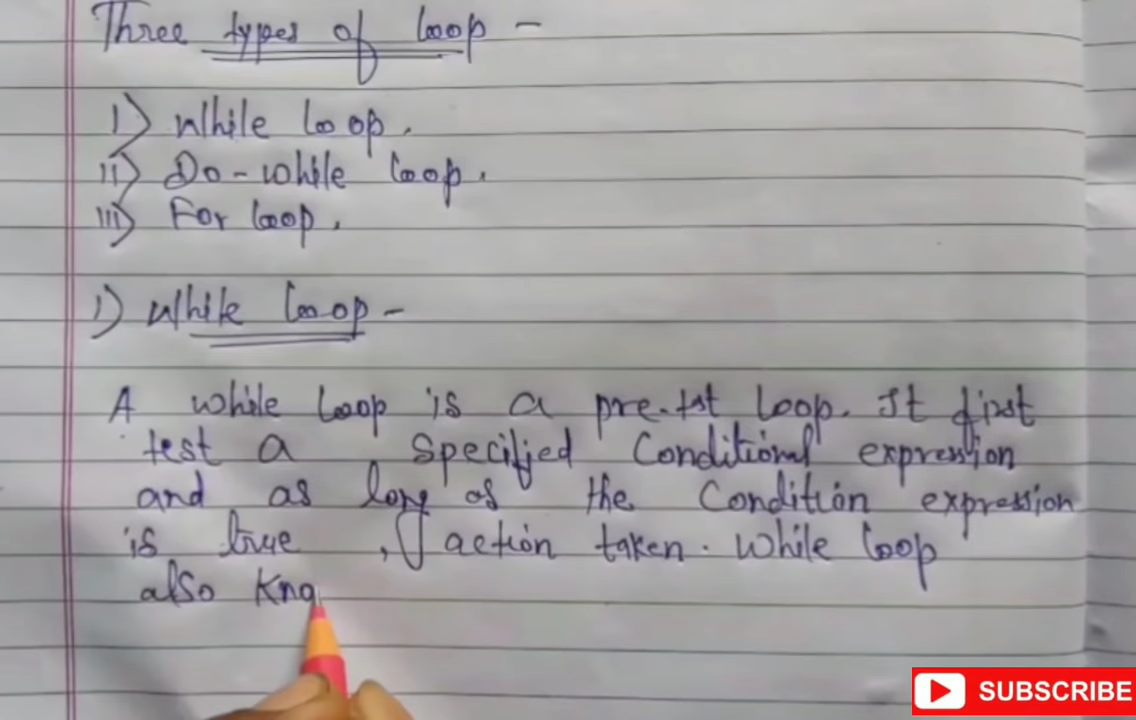 Three types of loop -
I) While loop.
II) Do-while loop.
III) For loop.
1) While loop -
A while loop is a pre-tst loop. It first
test a specified Conditional expression
and as long as the Condition expression
is true , action taken. While loop
also Kno
SUBSCRIBE